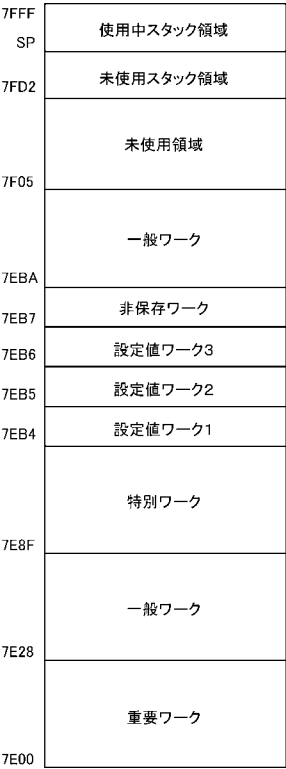 7FFF
使用中スタック領域
SP
未使用スタック領域
7FD2
未使用領域
7F05
一般ワーク
7EBA
非保存ワーク
7EB7
設定値ワーク3
7EB6
設定値ワーク2
7EB5
設定値ワーク1
7EB4
特別ワーク
7E8F
一般ワーク
7E28
重要ワーク
7E00